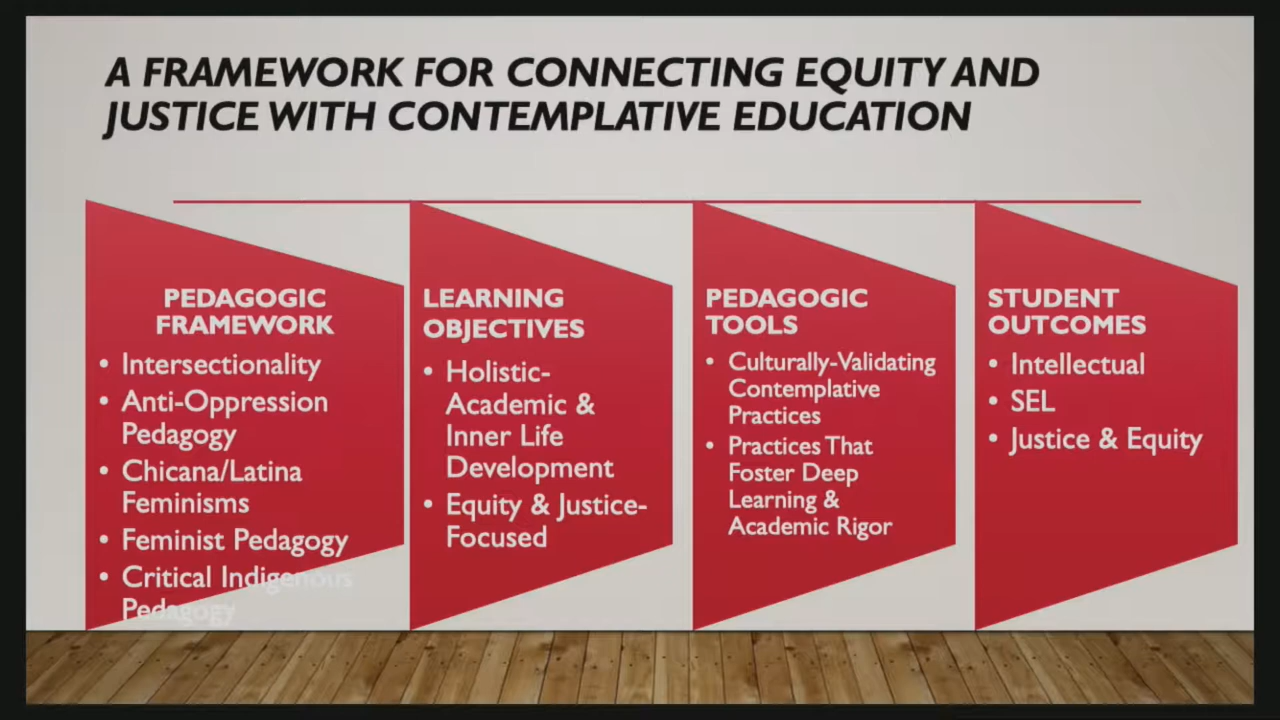 A FRAMEWORK FOR CONNECTING EQUITY AND
JUSTICE WITH CONTEMPLATIVE EDUCATION
PEDAGOGIC
FRAMEWORK
• Intersectionality
• Anti-Oppression
Pedagogy
• Chicana/Latina
Feminisms
• Feminist Pedagogy
• Critical Indigenous
Pedagogy
LEARNING
OBJECTIVES
• Holistic-
Academic &
Inner Life
Development
• Equity & Justice-
Focused
PEDAGOGIC
TOOLS
• Culturally-Validating
Contemplative
Practices
• Practices That
Foster Deep
Learning &
Academic Rigor
STUDENT
OUTCOMES
• Intellectual
• SEL
• Justice & Equity